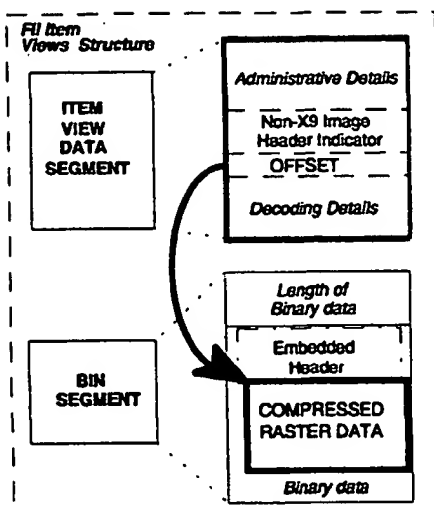 FII Item
Views Structure
ITEM
VIEW
DATA
SEGMENT
Administrative Details
Non-X9 Image
Header Indicator
OFFSET
Decoding Details
Length of
Binary data
Embedded
Header
BIN
SEGMENT
COMPRESSED
RASTER DATA
Binary data